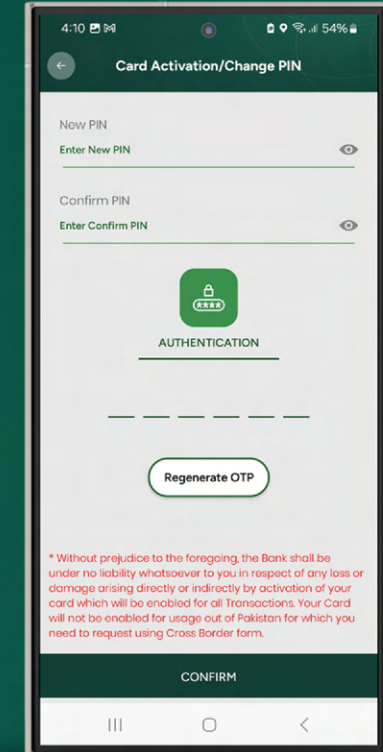 4:10 54%
Card Activation/Change PIN
New PIN
Enter New PIN
Confirm PIN
Enter Confirm PIN
****
AUTHENTICATION
Regenerate OTP
* Without prejudice to the foregoing, the Bank shall be
under no liability whatsoever to you in respect of any loss or
damage arising directly or indirectly by activation of your
card which will be enabled for all Transactions. Your Card
will not be enabled for usage out of Pakistan for which you
need to request using Cross Border form.
CONFIRM